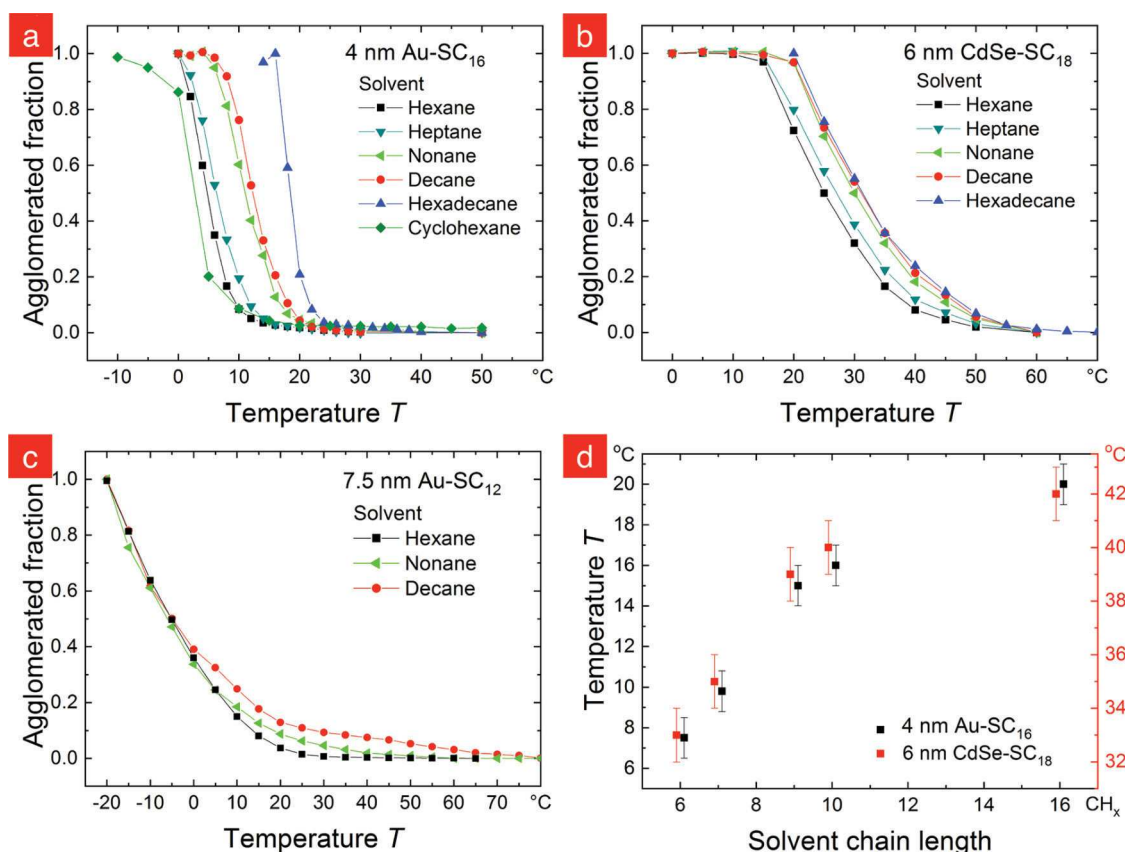 a
4 nm Au-SC₁₆
Solvent
Hexane
Heptane
Nonane
Decane
Hexadecane
Cyclohexane
Agglomerated fraction
1.0
0.8
0.6
0.4
0.2
0.0
-10 0 10 20 30 40 50 °C
Temperature T
b
6 nm CdSe-SC₁₈
Solvent
Hexane
Heptane
Nonane
Decane
Hexadecane
Agglomerated fraction
1.0
0.8
0.6
0.4
0.2
0.0
0 10 20 30 40 50 60 °C
Temperature T
c
7.5 nm Au-SC₁₂
Solvent
Hexane
Nonane
Decane
Agglomerated fraction
1.0
0.8
0.6
0.4
0.2
0.0
-20 -10 0 10 20 30 40 50 60 70 °C
Temperature T
d
°C
20
18
16
14
12
10
8
6
Temperature T
°C
42
40
38
36
34
32
4 nm Au-SC₁₆
6 nm CdSe-SC₁₈
6 8 10 12 14 16 CHₓ
Solvent chain length